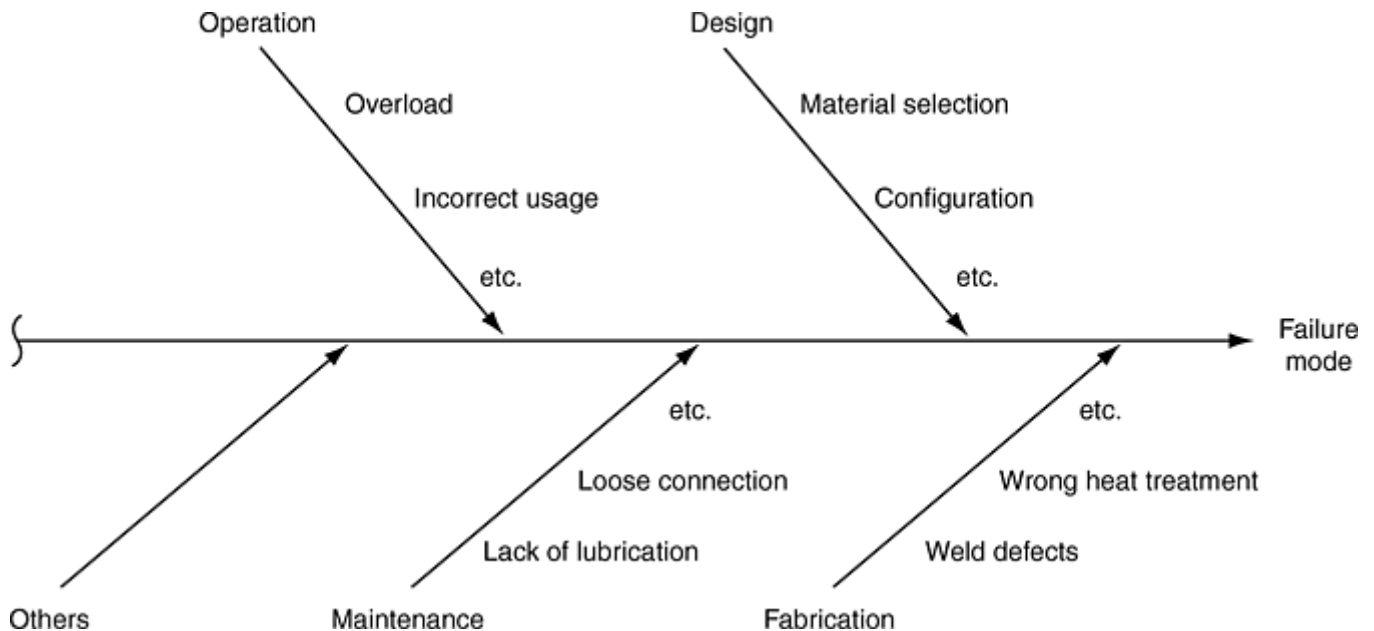 Operation
Design
Overload
Material selection
Incorrect usage
Configuration
etc.
etc.
Failure
mode
etc.
etc.
Loose connection
Wrong heat treatment
Lack of lubrication
Weld defects
Others
Maintenance
Fabrication